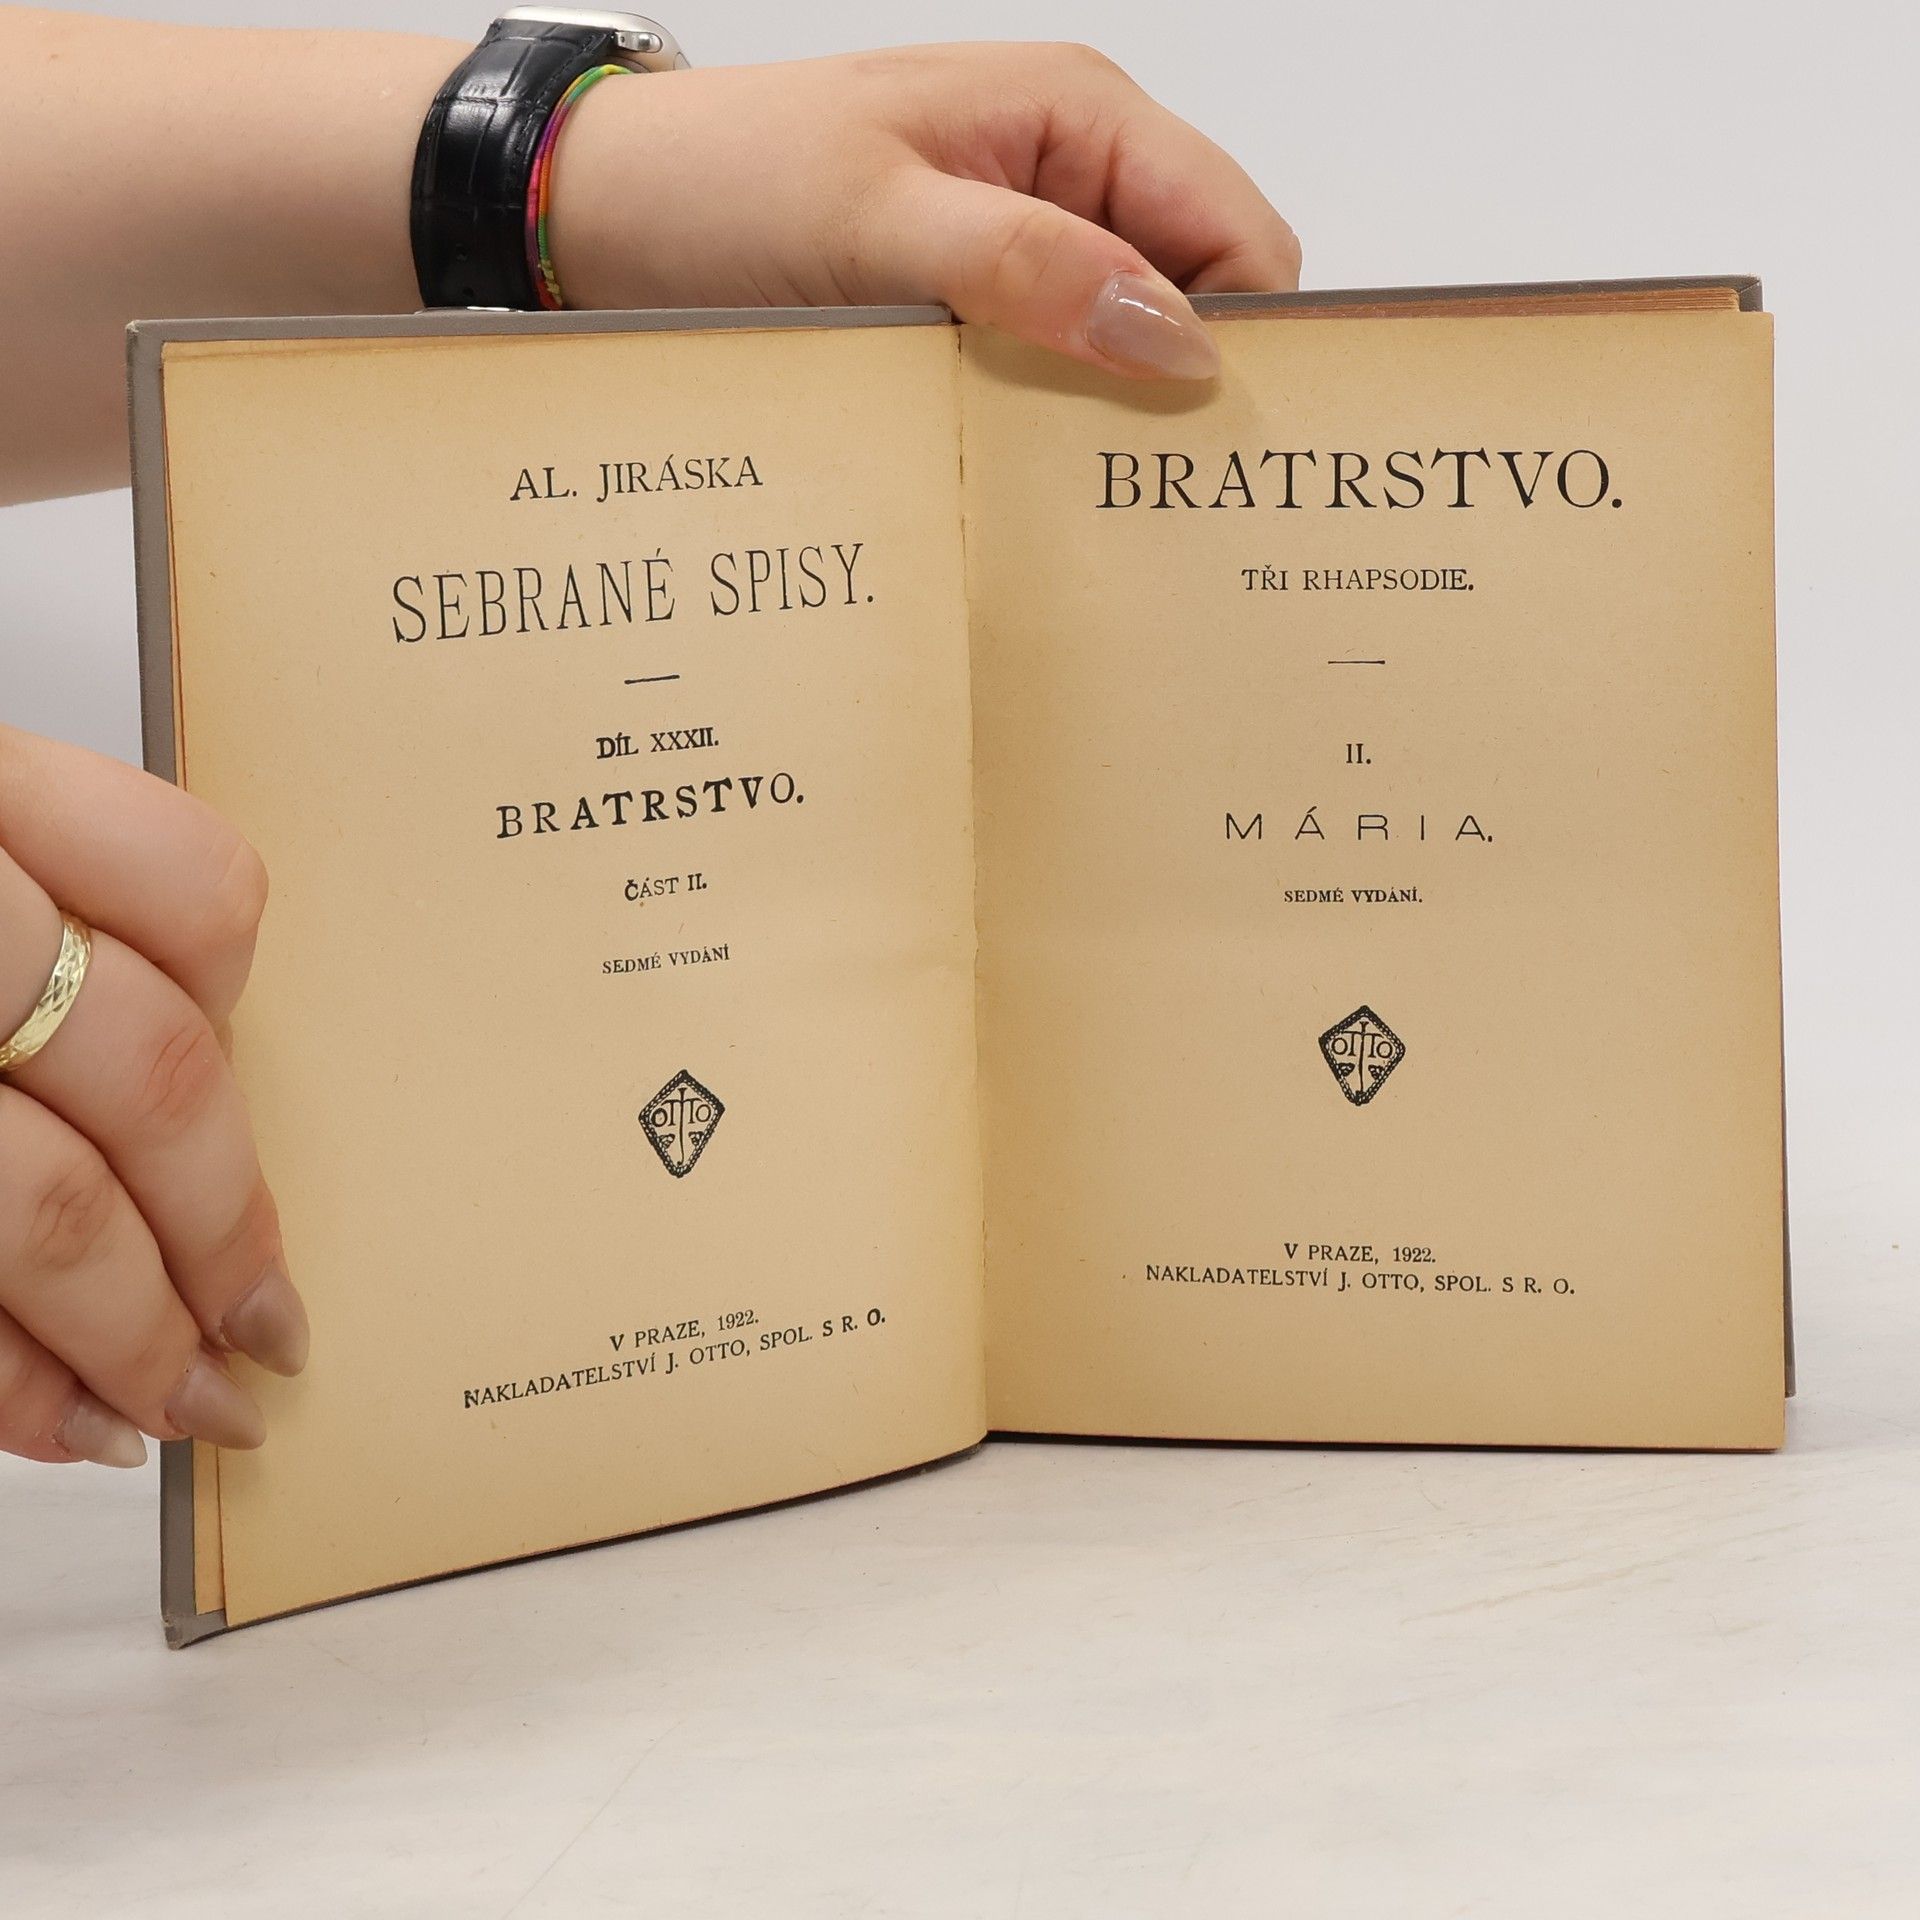 AL. JIRÁSKA
SEBRANÉ SPISY.
DÍL XXXII.
BRATRSTVO.
ČÁST II.
SEDMÉ VYDÁNÍ
OTTO
V PRAZE, 1922.
NAKLADATELSTVÍ J. OTTO, SPOL. S R. O.
BRATRSTVO.
TŘI RHAPSODIE.
II.
MÁRIA.
SEDMÉ VYDÁNÍ.
OTTO
V PRAZE, 1922.
NAKLADATELSTVÍ J. OTTO, SPOL. S R. O.